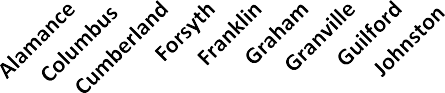 Alamance
Columbus
Cumberland
Forsyth
Franklin
Graham
Granville
Guilford
Johnston